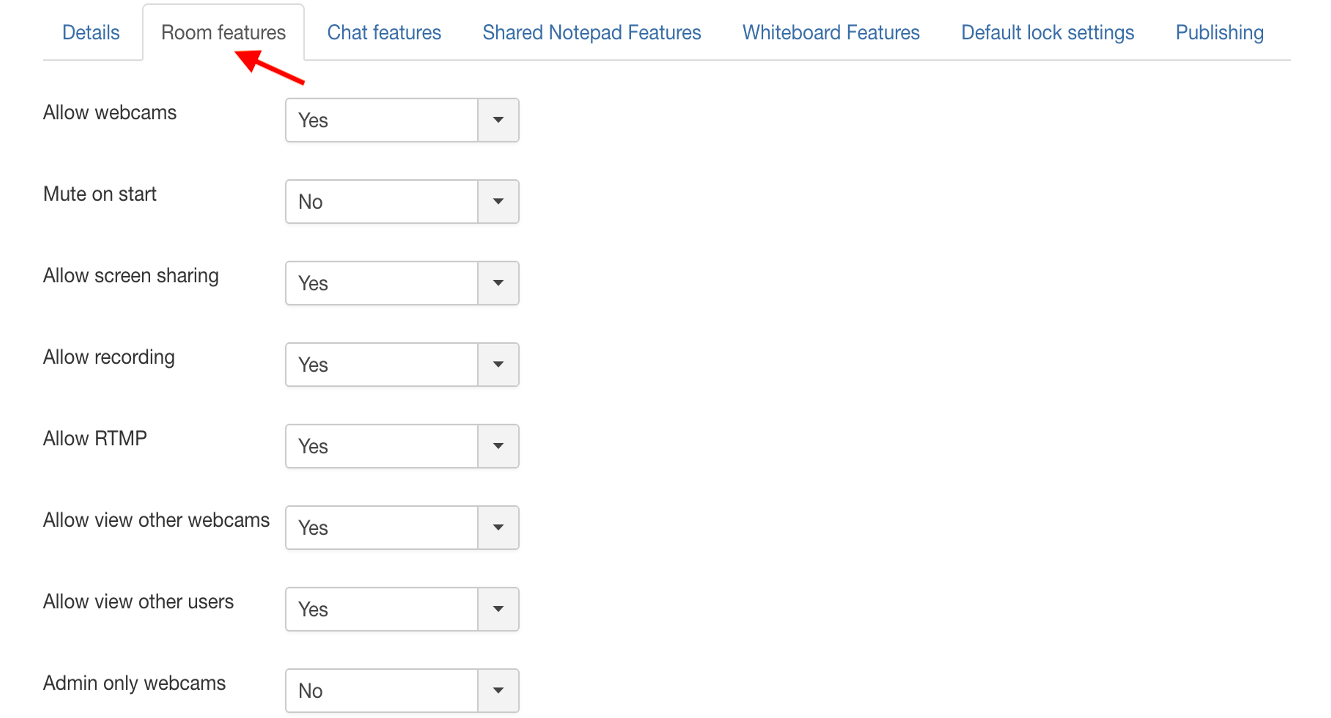 Details Room features Chat features Shared Notepad Features Whiteboard Features Default lock settings Publishing
Allow webcams Yes
Mute on start No
Allow screen sharing Yes
Allow recording Yes
Allow RTMP Yes
Allow view other webcams Yes
Allow view other users Yes
Admin only webcams No